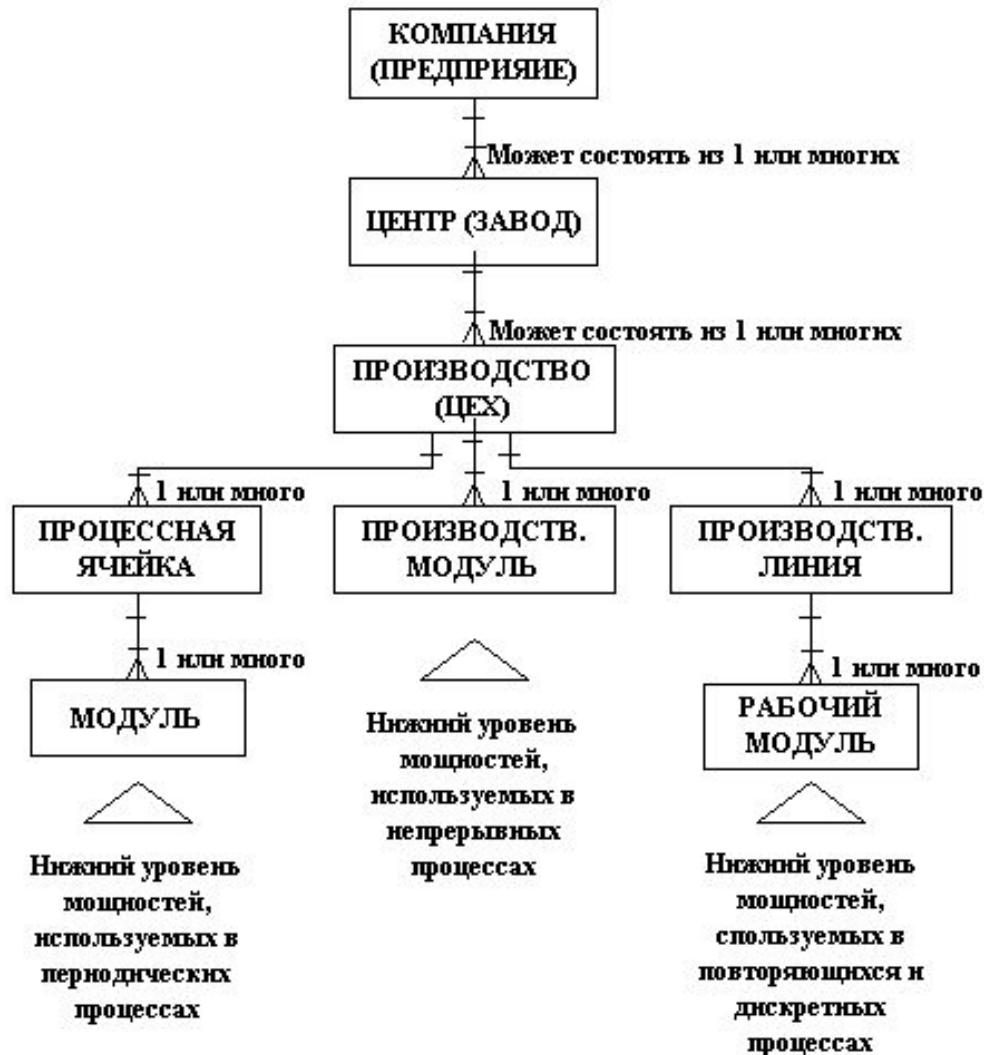 КОМПАНИЯ
(ПРЕДПРИЯИЕ)
Может состоять из 1 или многих
ЦЕНТР (ЗАВОД)
Может состоять из 1 или многих
ПРОИЗВОДСТВО
(ЦЕХ)
1 или много
1 или много
1 или много
ПРОЦЕССНАЯ
ЯЧЕЙКА
ПРОИЗВОДСТВ.
МОДУЛЬ
ПРОИЗВОДСТВ.
ЛИНИЯ
1 или много
1 или много
МОДУЛЬ
РАБОЧИЙ
МОДУЛЬ
Нижний уровень
мощностей,
используемых в
непрерывных
процессах
Нижний уровень
мощностей,
используемых в
периодических
процессах
Нижний уровень
мощностей,
спользуемых в
повторяющихся и
дискретных
процессах